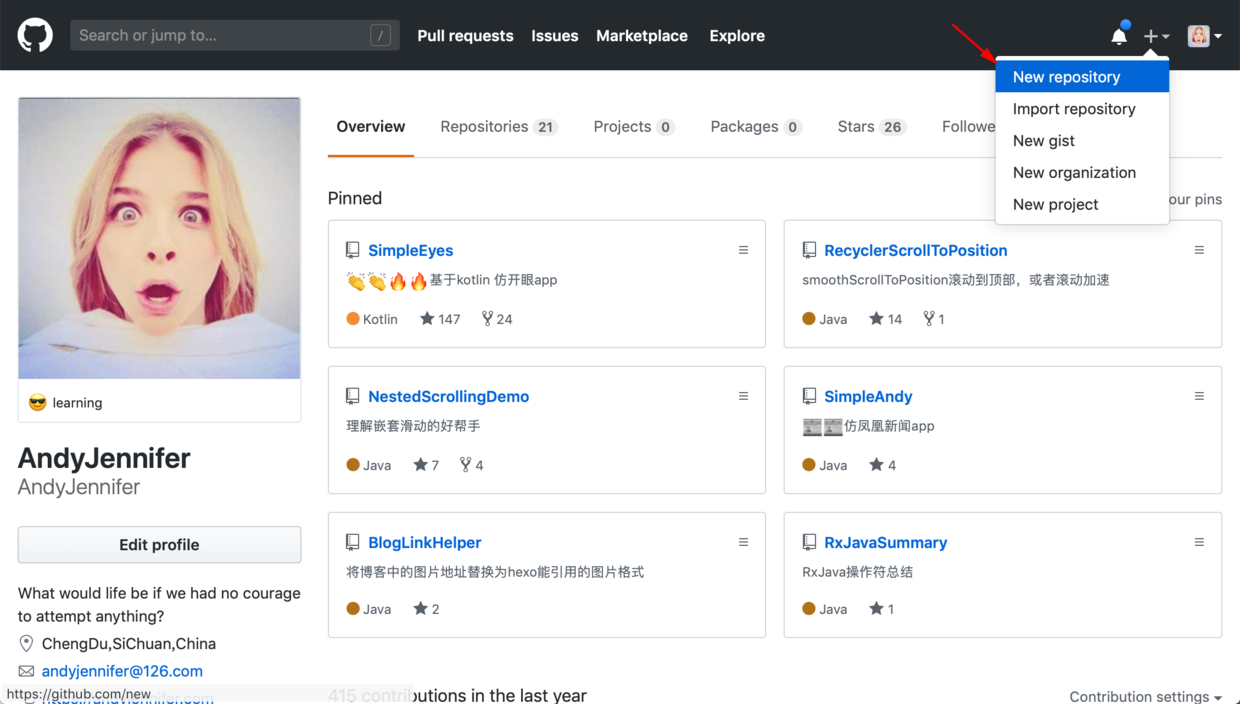 Search or jump to... /
Pull requests Issues Marketplace Explore
New repository
Import repository
New gist
New organization
New project
Overview Repositories 21 Projects 0 Packages 0 Stars 26 Followe
Pinned
our pins
SimpleEyes
👏👏🔥🔥基于kotlin 仿开眼app
Kotlin 147 24
RecyclerScrollToPosition
smoothScrollToPosition滚动到顶部，或者滚动加速
Java 14 1
NestedScrollingDemo
理解嵌套滑动的好帮手
Java 7 4
SimpleAndy
仿凤凰新闻app
Java 4
BlogLinkHelper
将博客中的图片地址替换为hexo能引用的图片格式
Java 2
RxJavaSummary
RxJava操作符总结
Java 1
😎 learning
AndyJennifer
AndyJennifer
Edit profile
What would life be if we had no courage
to attempt anything?
ChengDu,SiChuan,China
andyjennifer@126.com
https://github.com/new
415 contributions in the last year
Contribution settings